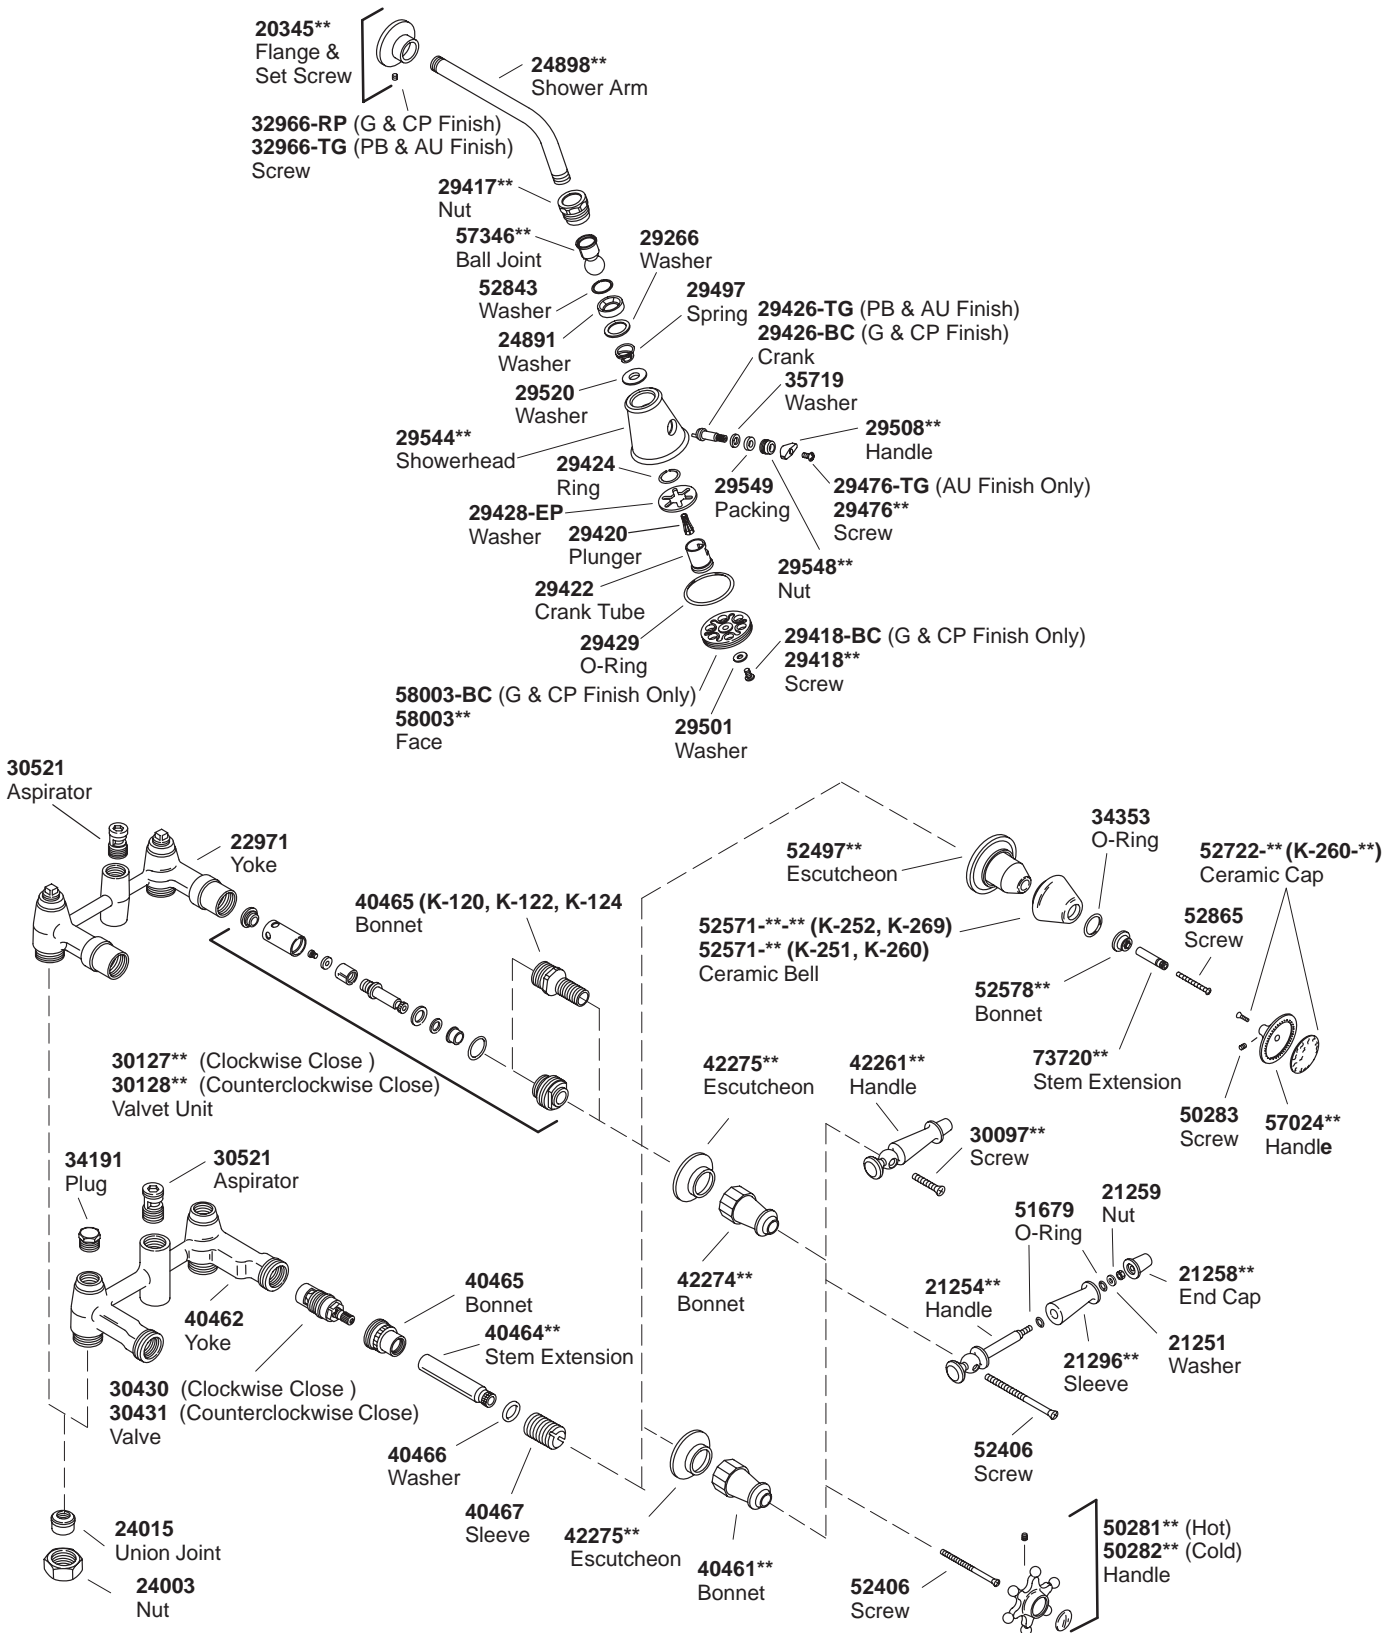 20345**
Flange &
Set Screw
24898**
Shower Arm
32966-RP (G & CP Finish)
32966-TG (PB & AU Finish)
Screw
29417**
Nut
57346**
Ball Joint
29266
Washer
52843
Washer
29497
Spring
29426-TG (PB & AU Finish)
29426-BC (G & CP Finish)
Crank
24891
Washer
35719
Washer
29520
Washer
29508**
Handle
29544**
Showerhead
29424
Ring
29549
Packing
29476-TG (AU Finish Only)
29476**
Screw
29428-EP
Washer
29420
Plunger
29548**
Nut
29422
Crank Tube
29429
O-Ring
29418-BC (G & CP Finish Only)
29418**
Screw
58003-BC (G & CP Finish Only)
58003**
Face
29501
Washer
30521
Aspirator
22971
Yoke
40465 (K-120, K-122, K-124
Bonnet
52497**
Escutcheon
34353
O-Ring
52722-** (K-260-**)
Ceramic Cap
52571-**-** (K-252, K-269)
52571-** (K-251, K-260)
Ceramic Bell
52865
Screw
52578**
Bonnet
73720**
Stem Extension
50283
Screw
57024**
Handle
30127** (Clockwise Close )
30128** (Counterclockwise Close)
Valvet Unit
42275**
Escutcheon
42261**
Handle
30097**
Screw
34191
Plug
30521
Aspirator
21259
Nut
51679
O-Ring
42274**
Bonnet
21254**
Handle
21258**
End Cap
40462
Yoke
40465
Bonnet
40464**
Stem Extension
21296**
Sleeve
21251
Washer
30430 (Clockwise Close )
30431 (Counterclockwise Close)
Valve
40466
Washer
52406
Screw
40467
Sleeve
42275**
Escutcheon
40461**
Bonnet
24015
Union Joint
24003
Nut
52406
Screw
50281** (Hot)
50282** (Cold)
Handle